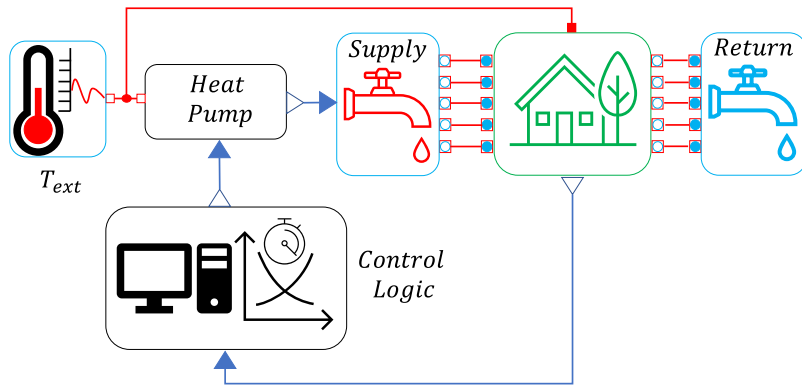 Supply
Return
Heat
Pump
T_ext
Control
Logic